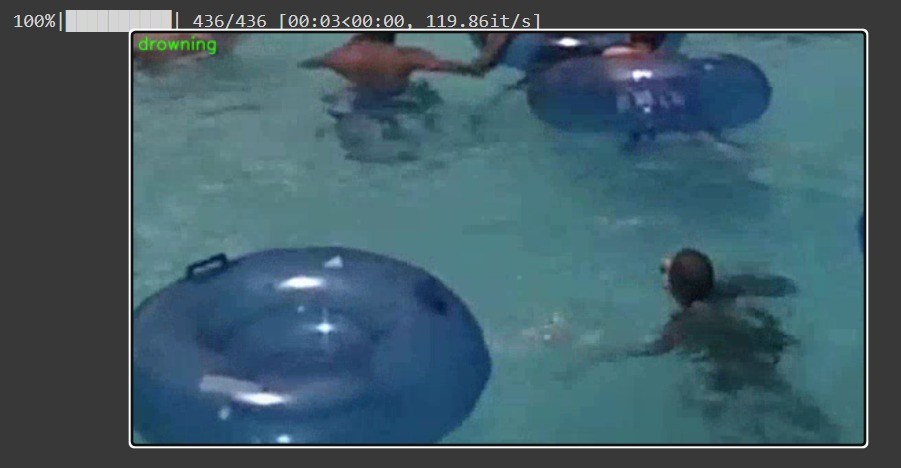 100%|██████████| 436/436 [00:03<00:00, 119.86it/s]
drowning